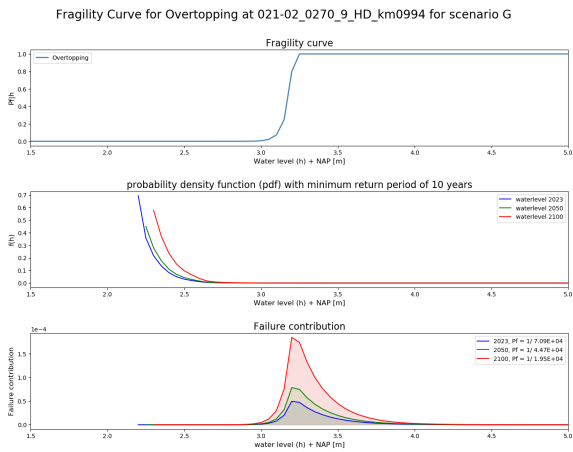 Fragility Curve for Overtopping at 021-02_0270_9_HD_km0994 for scenario G
Fragility curve
Overtopping
Pf|h
1.0
0.8
0.6
0.4
0.2
0.0
1.5 2.0 2.5 3.0 3.5 4.0 4.5 5.0
Water level (h) + NAP [m]
probability density function (pdf) with minimum return period of 10 years
waterlevel 2023
waterlevel 2050
waterlevel 2100
f(h)
0.7
0.6
0.5
0.4
0.3
0.2
0.1
0.0
1.5 2.0 2.5 3.0 3.5 4.0 4.5 5.0
Water level (h) + NAP [m]
Failure contribution
1e−4
2023, Pf = 1/ 7.09E+04
2050, Pf = 1/ 4.47E+04
2100, Pf = 1/ 1.95E+04
Failure contribution
1.5
1.0
0.5
0.0
1.5 2.0 2.5 3.0 3.5 4.0 4.5 5.0
water level (h) + NAP [m]